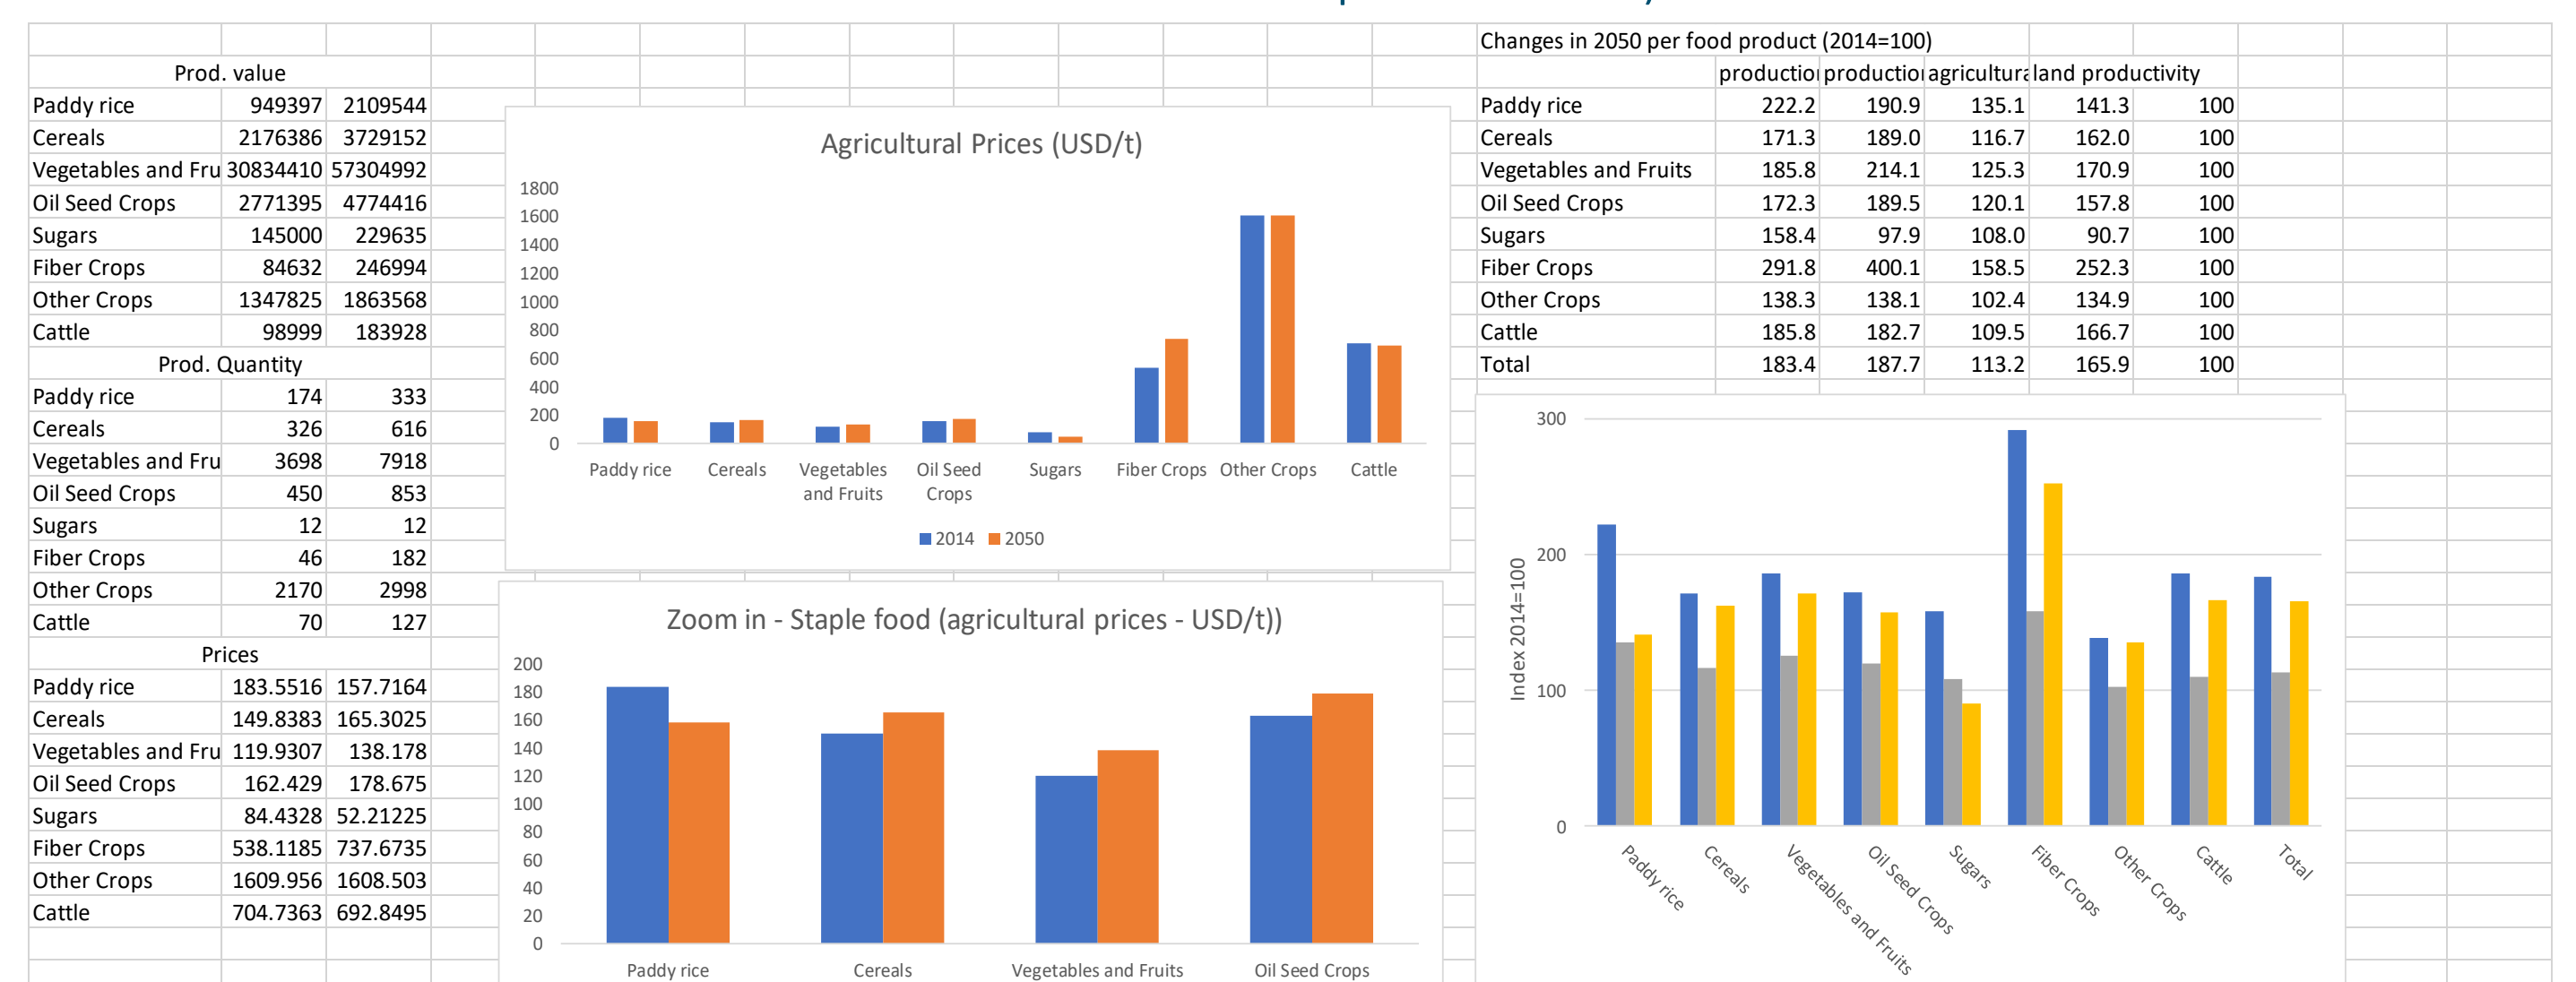 Prod. value
Paddy rice 949397 2109544
Cereals 2176386 3729152
Vegetables and Fru 30834410 57304992
Oil Seed Crops 2771395 4774416
Sugars 145000 229635
Fiber Crops 84632 246994
Other Crops 1347825 1863568
Cattle 98999 183928
Prod. Quantity
Paddy rice 174 333
Cereals 326 616
Vegetables and Fru 3698 7918
Oil Seed Crops 450 853
Sugars 12 12
Fiber Crops 46 182
Other Crops 2170 2998
Cattle 70 127
Prices
Paddy rice 183.5516 157.7164
Cereals 149.8383 165.3025
Vegetables and Fru 119.9307 138.178
Oil Seed Crops 162.429 178.675
Sugars 84.4328 52.21225
Fiber Crops 538.1185 737.6735
Other Crops 1609.956 1608.503
Cattle 704.7363 692.8495
Agricultural Prices (USD/t)
1800
1600
1400
1200
1000
800
600
400
200
0
Paddy rice Cereals Vegetables Oil Seed Sugars Fiber Crops Other Crops Cattle
and Fruits Crops
2014 2050
Zoom in - Staple food (agricultural prices - USD/t))
200
180
160
140
120
100
80
60
40
20
0
Paddy rice Cereals Vegetables and Fruits Oil Seed Crops
Changes in 2050 per food product (2014=100)
production production agricultura land productivity
Paddy rice 222.2 190.9 135.1 141.3 100
Cereals 171.3 189.0 116.7 162.0 100
Vegetables and Fruits 185.8 214.1 125.3 170.9 100
Oil Seed Crops 172.3 189.5 120.1 157.8 100
Sugars 158.4 97.9 108.0 90.7 100
Fiber Crops 291.8 400.1 158.5 252.3 100
Other Crops 138.3 138.1 102.4 134.9 100
Cattle 185.8 182.7 109.5 166.7 100
Total 183.4 187.7 113.2 165.9 100
Index 2014=100
300
200
100
0
Paddy rice
Cereals
Vegetables and Fruits
Oil Seed Crops
Sugars
Fiber Crops
Other Crops
Cattle
Total